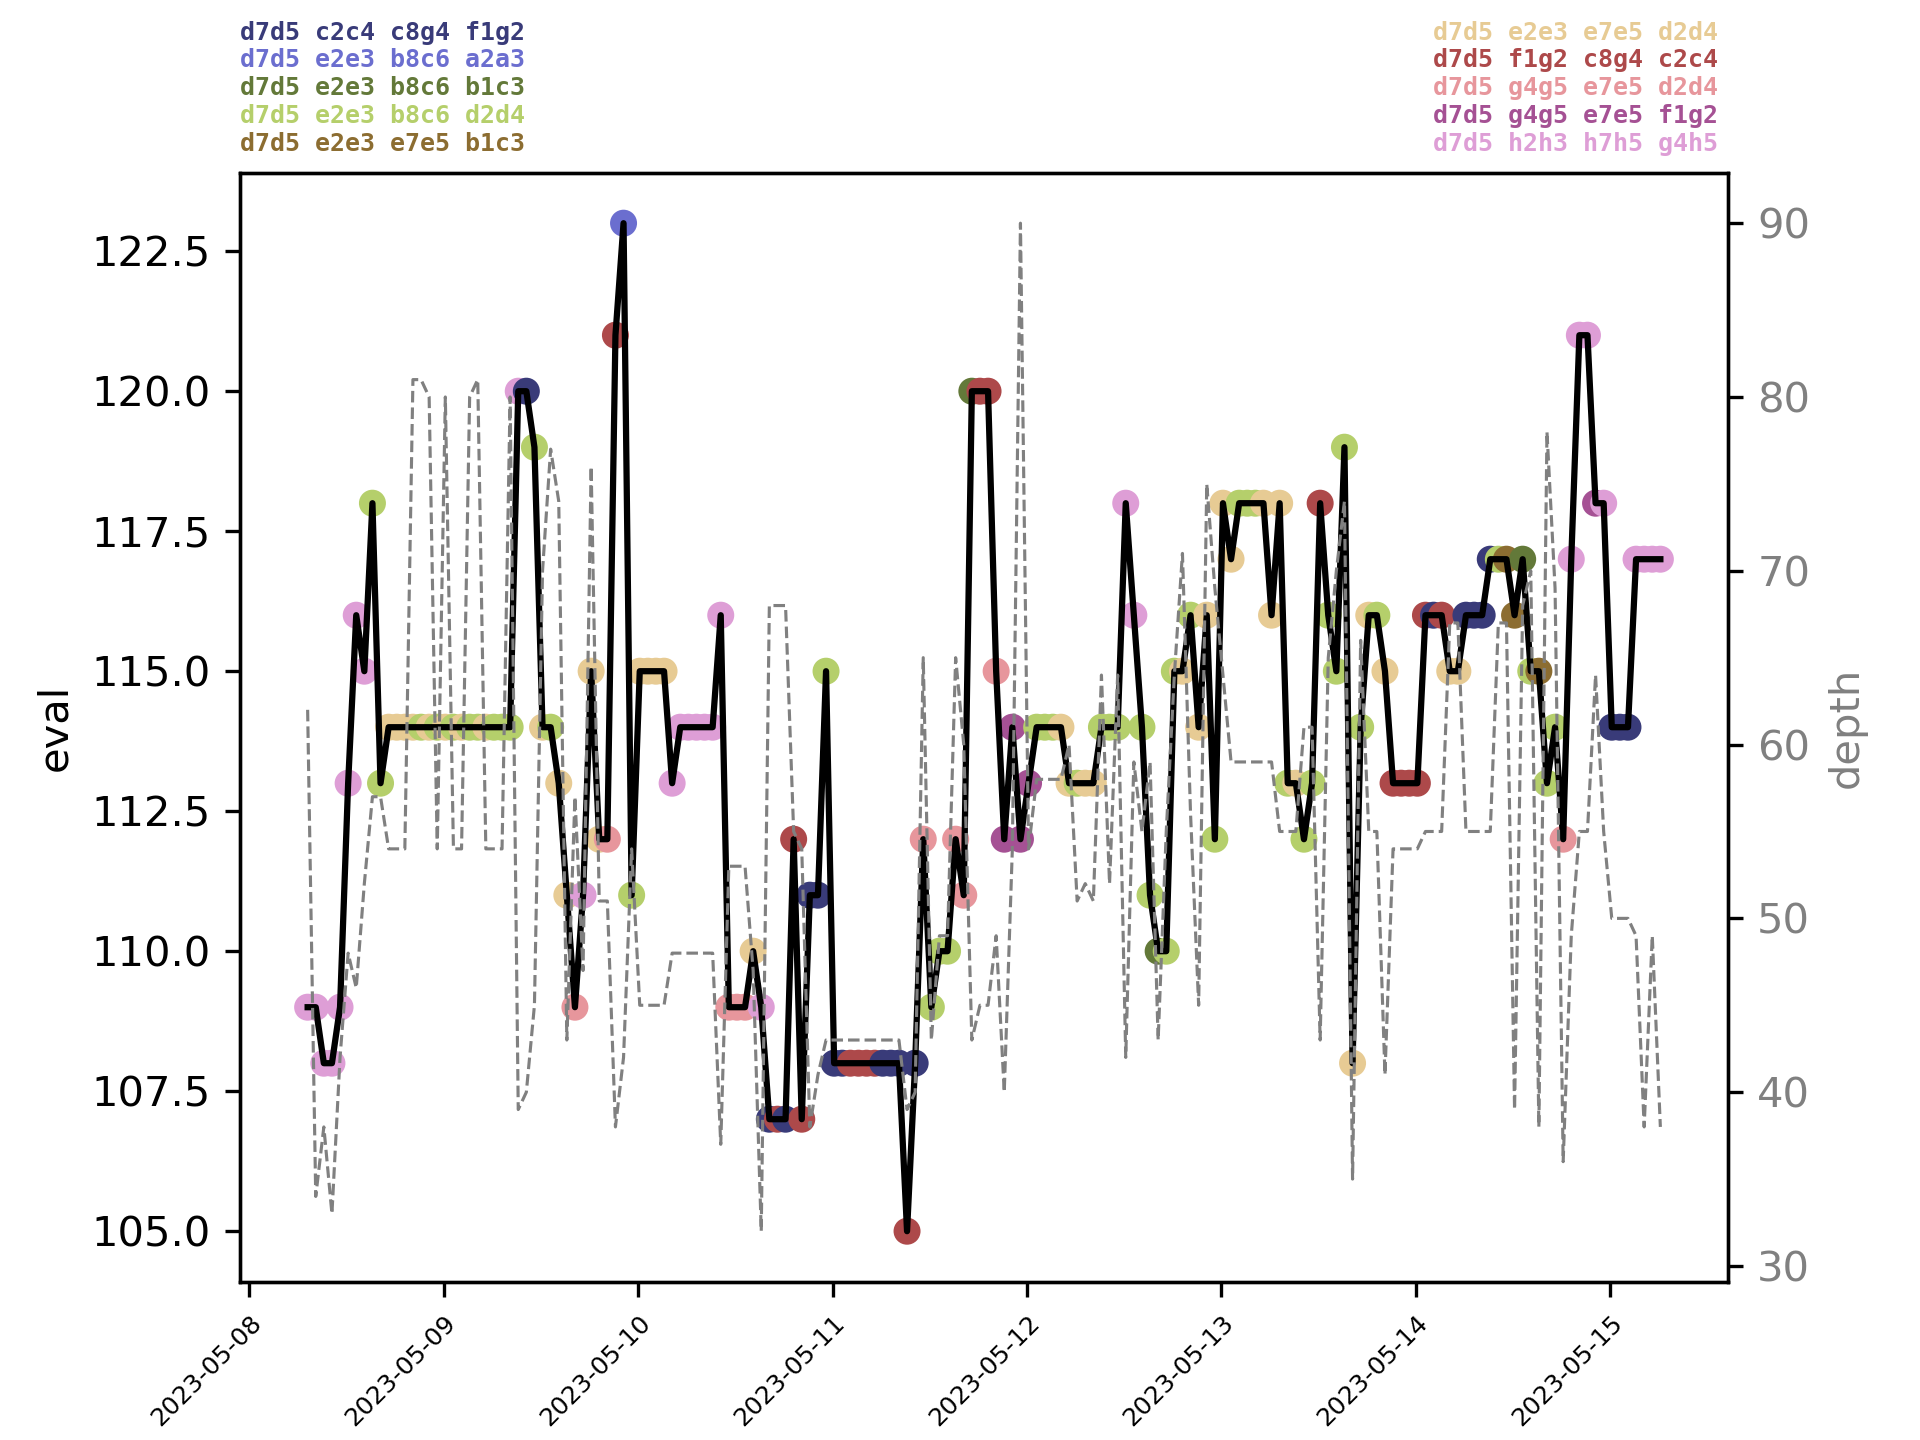 d7d5 c2c4 c8g4 f1g2
d7d5 e2e3 b8c6 a2a3
d7d5 e2e3 b8c6 b1c3
d7d5 e2e3 b8c6 d2d4
d7d5 e2e3 e7e5 b1c3
d7d5 e2e3 e7e5 d2d4
d7d5 f1g2 c8g4 c2c4
d7d5 g4g5 e7e5 d2d4
d7d5 g4g5 e7e5 f1g2
d7d5 h2h3 h7h5 g4h5
eval
122.5
120.0
117.5
115.0
112.5
110.0
107.5
105.0
90
80
70
60
50
40
30
depth
2023-05-08
2023-05-09
2023-05-10
2023-05-11
2023-05-12
2023-05-13
2023-05-14
2023-05-15